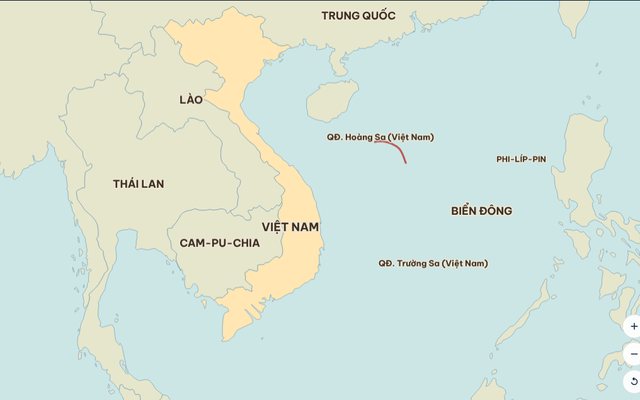 TRUNG QUỐC
LÀO
QĐ. Hoàng Sa (Việt Nam)
PHI-LÍP-PIN
THÁI LAN
BIỂN ĐÔNG
VIỆT NAM
CAM-PU-CHIA
QĐ. Trường Sa (Việt Nam)